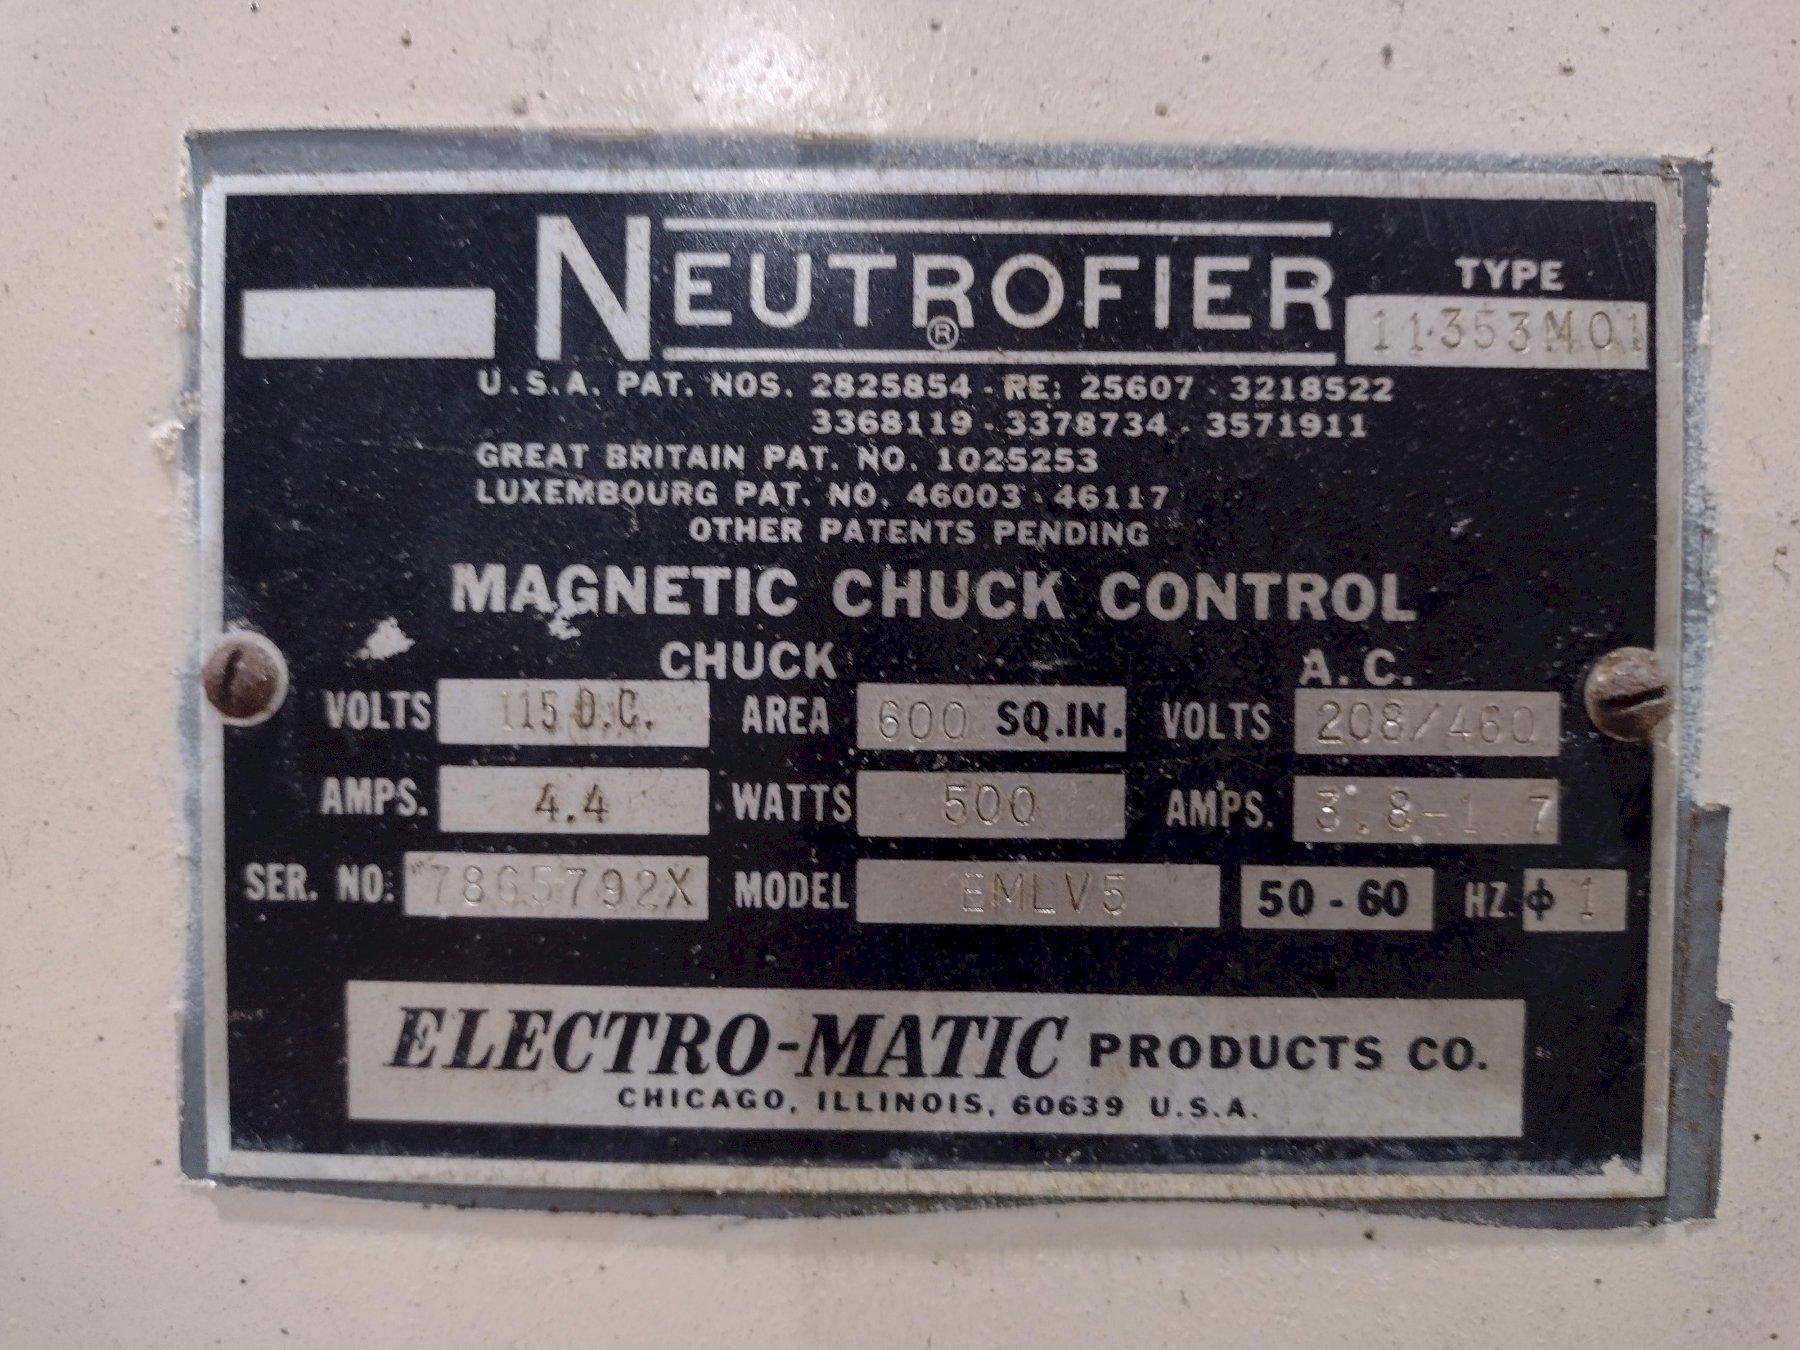 NEUTROFIER ®
TYPE
11353M01
U.S.A. PAT. NOS. 2825854 - RE: 25607 - 3218522
3368119 - 3378734 - 3571911
GREAT BRITAIN PAT. NO. 1025253
LUXEMBOURG PAT. NO. 46003 - 46117
OTHER PATENTS PENDING
MAGNETIC CHUCK CONTROL
CHUCK A.C.
VOLTS 115 D.C. AREA 600 SQ.IN. VOLTS 208/460
AMPS. 4.4 WATTS 500 AMPS. 3.8-1.7
SER. NO. 7865792X MODEL EMLV5 50-60 HZ. ϕ 1
ELECTRO-MATIC PRODUCTS CO.
CHICAGO, ILLINOIS, 60639 U.S.A.